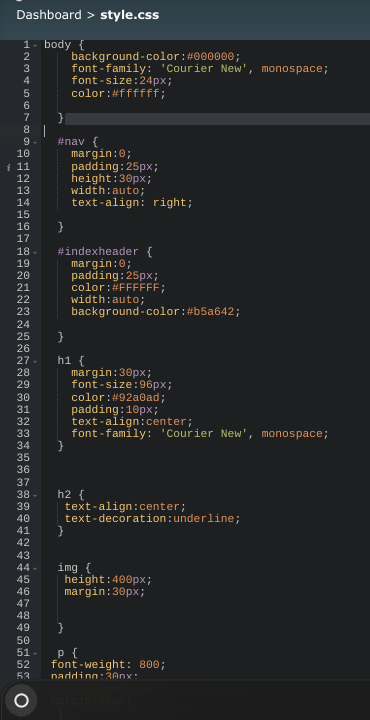 Dashboard > style.css
1 body {
2 background-color:#000000;
3 font-family: 'Courier New', monospace;
4 font-size:24px;
5 color:#ffffff;
6
7 }
8
9 #nav {
10 margin:0;
i 11 padding:25px;
12 height:30px;
13 width:auto;
14 text-align: right;
15
16 }
17
18 #indexheader {
19 margin:0;
20 padding:25px;
21 color:#FFFFFF;
22 width:auto;
23 background-color:#b5a642;
24
25 }
26
27 h1 {
28 margin:30px;
29 font-size:96px;
30 color:#92a0ad;
31 padding:10px;
32 text-align:center;
33 font-family: 'Courier New', monospace;
34 }
35
36
37
38 h2 {
39 text-align:center;
40 text-decoration:underline;
41 }
42
43
44 img {
45 height:400px;
46 margin:30px;
47
48
49 }
50
51 p {
52 font-weight: 800;
53 padding:30px;